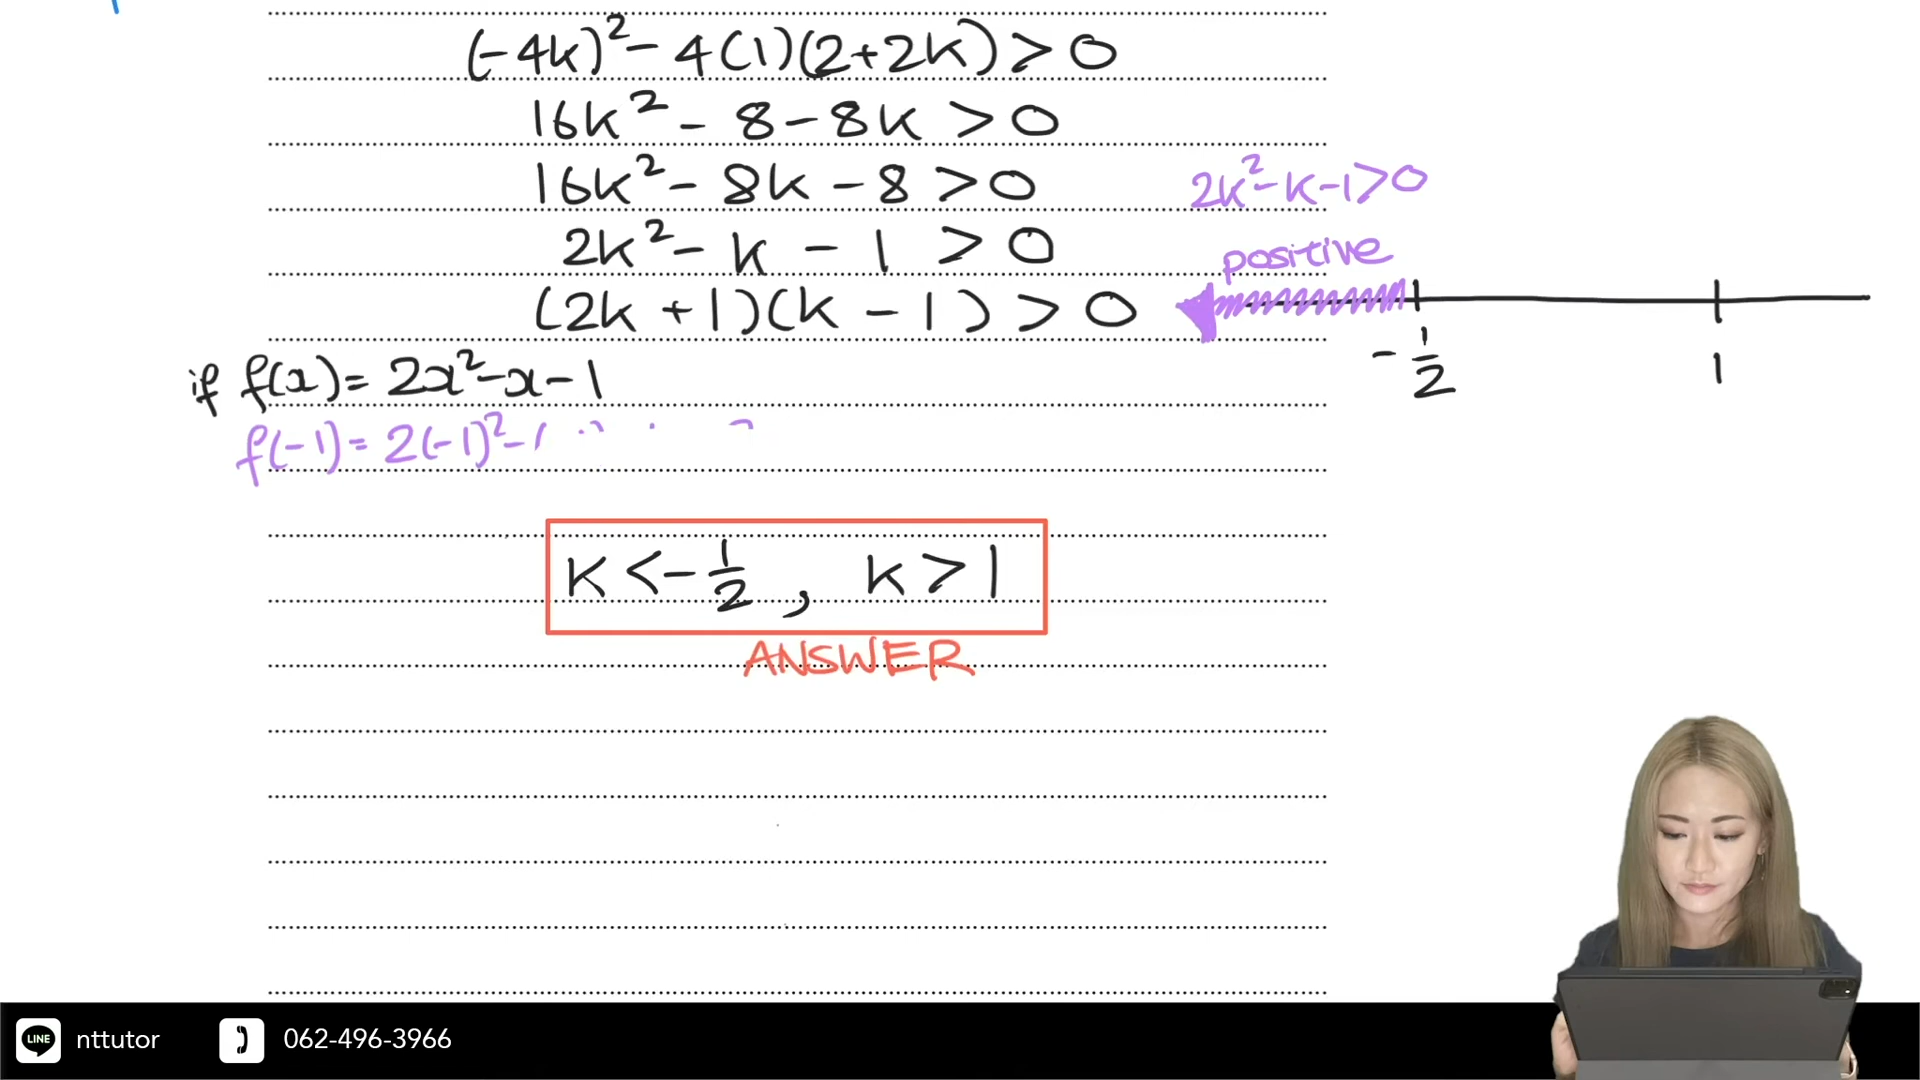 (-4k)² - 4(1)(2+2k) > 0
16k² - 8 - 8k > 0
16k² - 8k - 8 > 0
2k² - k - 1 > 0
(2k + 1)(k - 1) > 0
2k² - k - 1 > 0
positive
-1/2
1
if f(x) = 2x² - x - 1
f(-1) = 2(-1)² -
k < -1/2 , k > 1
ANSWER
LINE
nttutor
062-496-3966